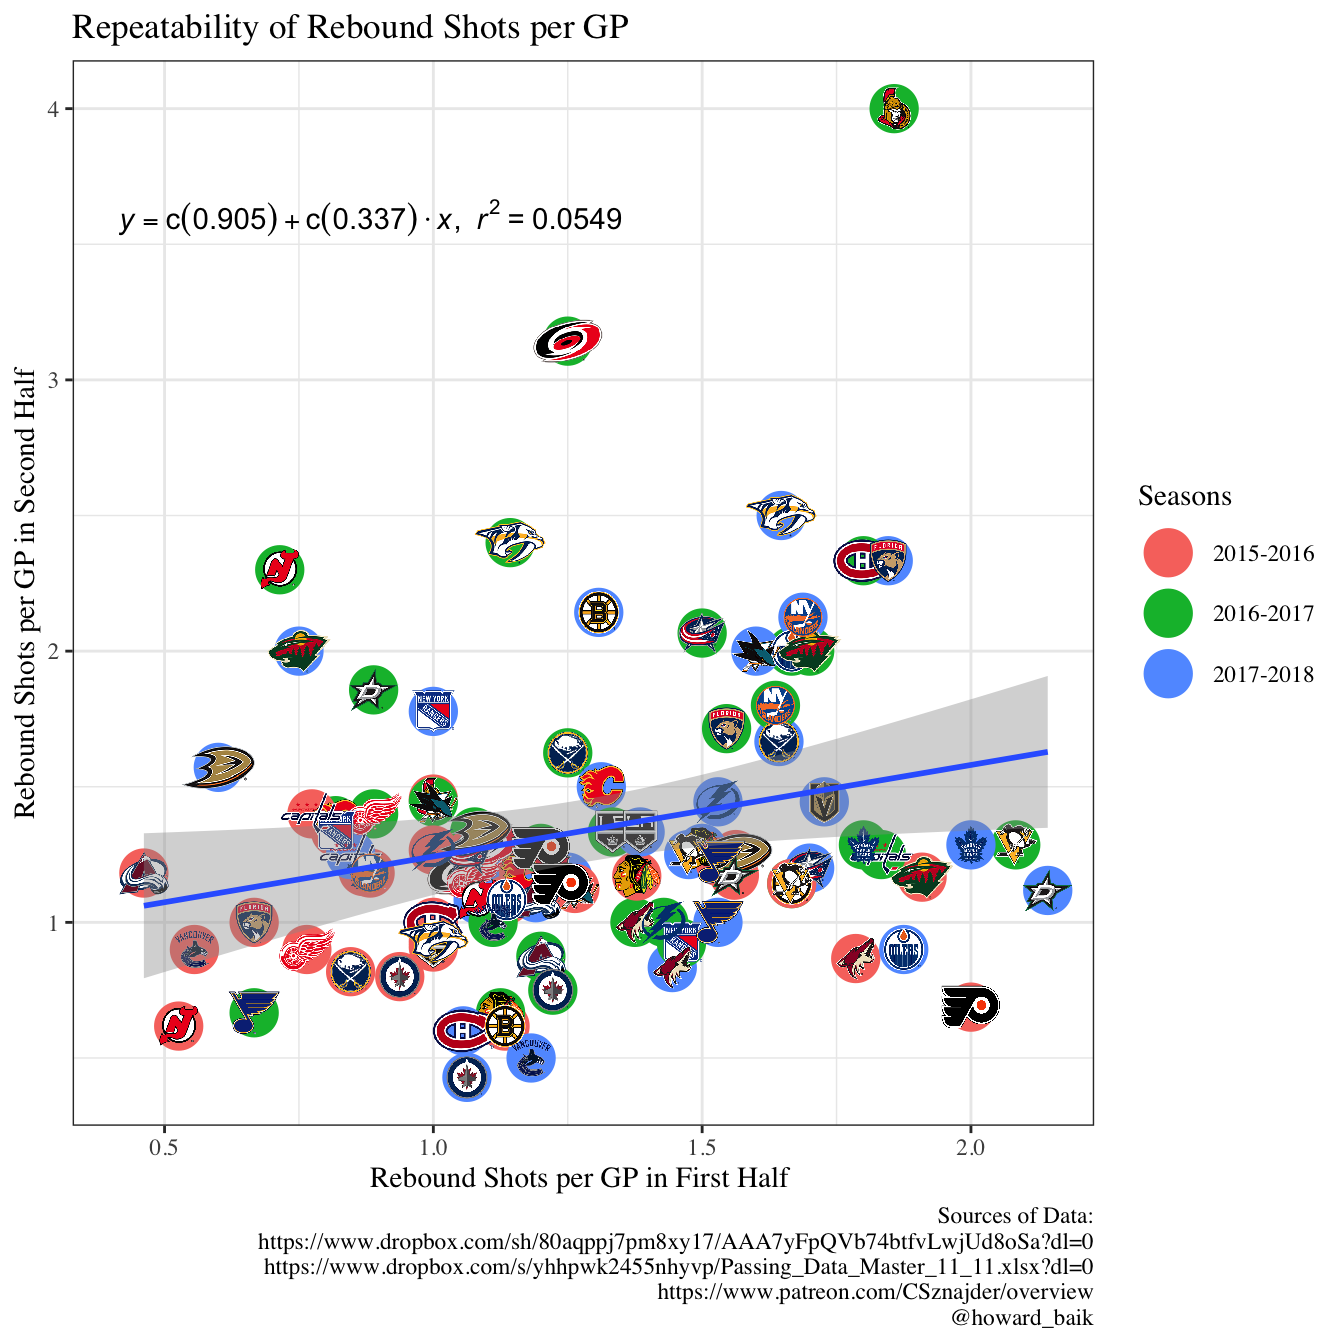 Repeatability of Rebound Shots per GP
y = c(0.905) + c(0.337) · x, r² = 0.0549
Rebound Shots per GP in Second Half
4
3
2
1
0.5
1.0
1.5
2.0
Rebound Shots per GP in First Half
Seasons
2015-2016
2016-2017
2017-2018
Sources of Data:
https://www.dropbox.com/sh/80aqppj7pm8xy17/AAA7yFpQVb74btfvLwjUd8oSa?dl=0
https://www.dropbox.com/s/yhhpwk2455nhyvp/Passing_Data_Master_11_11.xlsx?dl=0
https://www.patreon.com/CSznajder/overview
@howard_baik